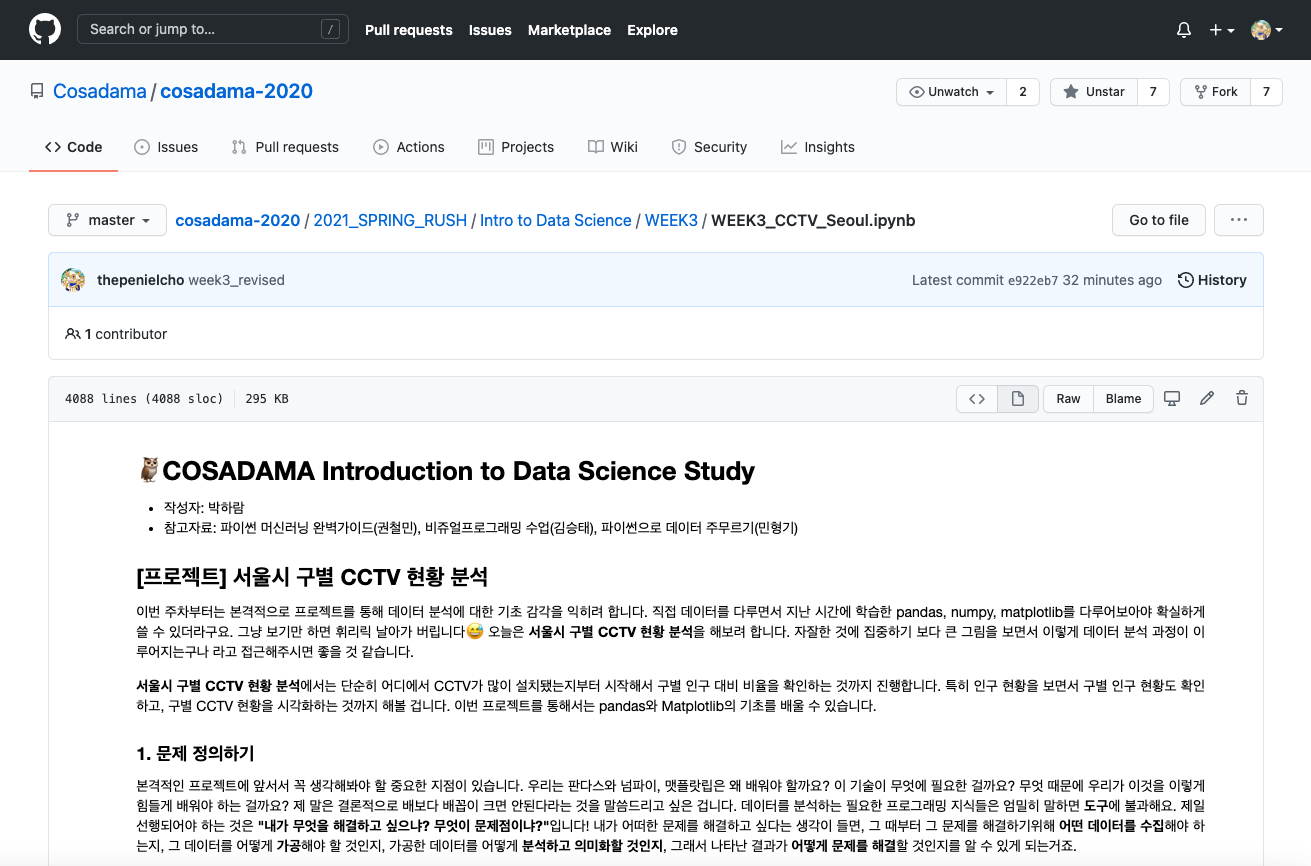 Search or jump to... /
Pull requests Issues Marketplace Explore
Cosadama / cosadama-2020
Unwatch 2 Unstar 7 Fork 7
Code Issues Pull requests Actions Projects Wiki Security Insights
master cosadama-2020 / 2021_SPRING_RUSH / Intro to Data Science / WEEK3 / WEEK3_CCTV_Seoul.ipynb Go to file ...
thepenielcho week3_revised Latest commit e922eb7 32 minutes ago History
1 contributor
4088 lines (4088 sloc) 295 KB <> Raw Blame
🦉COSADAMA Introduction to Data Science Study
• 작성자: 박하람
• 참고자료: 파이썬 머신러닝 완벽가이드(권철민), 비쥬얼프로그래밍 수업(김승태), 파이썬으로 데이터 주무르기(민형기)
[프로젝트] 서울시 구별 CCTV 현황 분석
이번 주차부터는 본격적으로 프로젝트를 통해 데이터 분석에 대한 기초 감각을 익히려 합니다. 직접 데이터를 다루면서 지난 시간에 학습한 pandas, numpy, matplotlib를 다루어보아야 확실하게
쓸 수 있더라구요. 그냥 보기만 하면 휘리릭 날아가 버립니다😅 오늘은 서울시 구별 CCTV 현황 분석을 해보려 합니다. 자잘한 것에 집중하기 보다 큰 그림을 보면서 이렇게 데이터 분석 과정이 이
루어지는구나 라고 접근해주시면 좋을 것 같습니다.
서울시 구별 CCTV 현황 분석에서는 단순히 어디에서 CCTV가 많이 설치됐는지부터 시작해서 구별 인구 대비 비율을 확인하는 것까지 진행합니다. 특히 인구 현황을 보면서 구별 인구 현황도 확인
하고, 구별 CCTV 현황을 시각화하는 것까지 해볼 겁니다. 이번 프로젝트를 통해서는 pandas와 Matplotlib의 기초를 배울 수 있습니다.
1. 문제 정의하기
본격적인 프로젝트에 앞서서 꼭 생각해봐야 할 중요한 지점이 있습니다. 우리는 판다스와 넘파이, 맷플랏립은 왜 배워야 할까요? 이 기술이 무엇에 필요한 걸까요? 무엇 때문에 우리가 이것을 이렇게
힘들게 배워야 하는 걸까요? 제 말은 결론적으로 배보다 배꼽이 크면 안된다라는 것을 말씀드리고 싶은 겁니다. 데이터를 분석하는 필요한 프로그래밍 지식들은 엄밀히 말하면 도구에 불과해요. 제일
선행되어야 하는 것은 "내가 무엇을 해결하고 싶으냐? 무엇이 문제점이냐?"입니다! 내가 어떠한 문제를 해결하고 싶다는 생각이 들면, 그 때부터 그 문제를 해결하기위해 어떤 데이터를 수집해야 하
는지, 그 데이터를 어떻게 가공해야 할 것인지, 가공한 데이터를 어떻게 분석하고 의미화할 것인지, 그래서 나타난 결과가 어떻게 문제를 해결할 것인지를 알 수 있게 되는거죠.